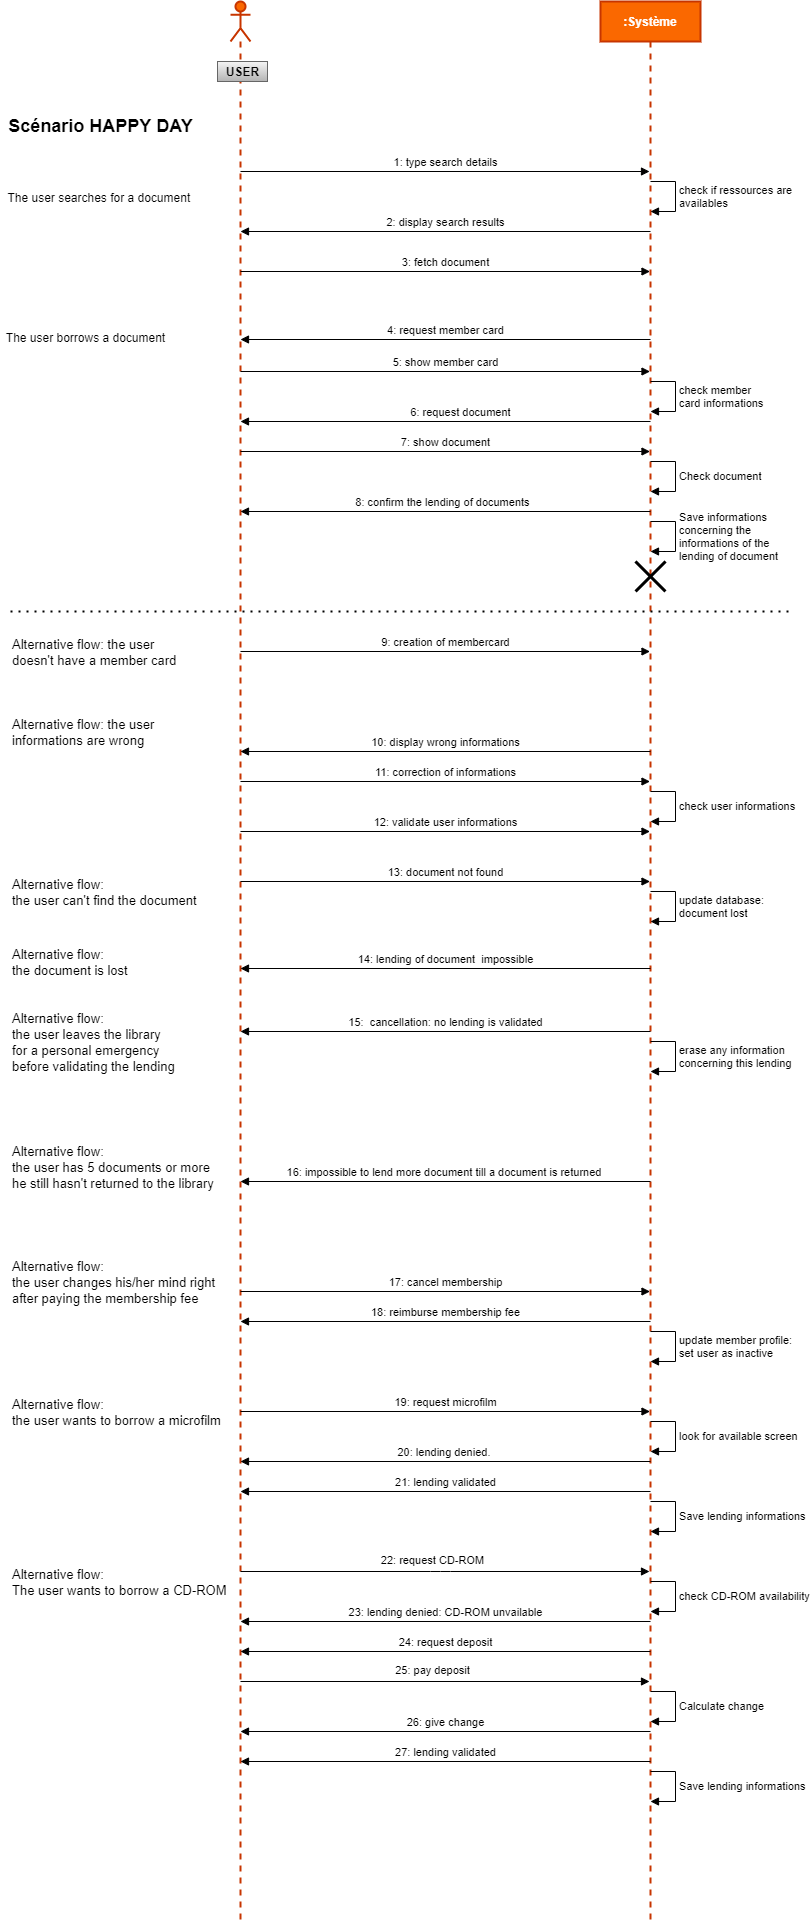 :Système
USER
Scénario HAPPY DAY
1: type search details
The user searches for a document
check if ressources are
availables
2: display search results
3: fetch document
The user borrows a document
4: request member card
5: show member card
check member
card informations
6: request document
7: show document
Check document
8: confirm the lending of documents
Save informations
concerning the
informations of the
lending of document
Alternative flow: the user
doesn't have a member card
9: creation of membercard
Alternative flow: the user
informations are wrong
10: display wrong informations
11: correction of informations
check user informations
12: validate user informations
13: document not found
Alternative flow:
the user can't find the document
update database:
document lost
Alternative flow:
the document is lost
14: lending of document  impossible
Alternative flow:
the user leaves the library
for a personal emergency
before validating the lending
15:  cancellation: no lending is validated
erase any information
concerning this lending
Alternative flow:
the user has 5 documents or more
he still hasn't returned to the library
16: impossible to lend more document till a document is returned
Alternative flow:
the user changes his/her mind right
after paying the membership fee
17: cancel membership
18: reimburse membership fee
update member profile:
set user as inactive
Alternative flow:
the user wants to borrow a microfilm
19: request microfilm
look for available screen
20: lending denied.
21: lending validated
Save lending informations
Alternative flow:
The user wants to borrow a CD-ROM
22: request CD-ROM
check CD-ROM availability
23: lending denied: CD-ROM unvailable
24: request deposit
25: pay deposit
Calculate change
26: give change
27: lending validated
Save lending informations